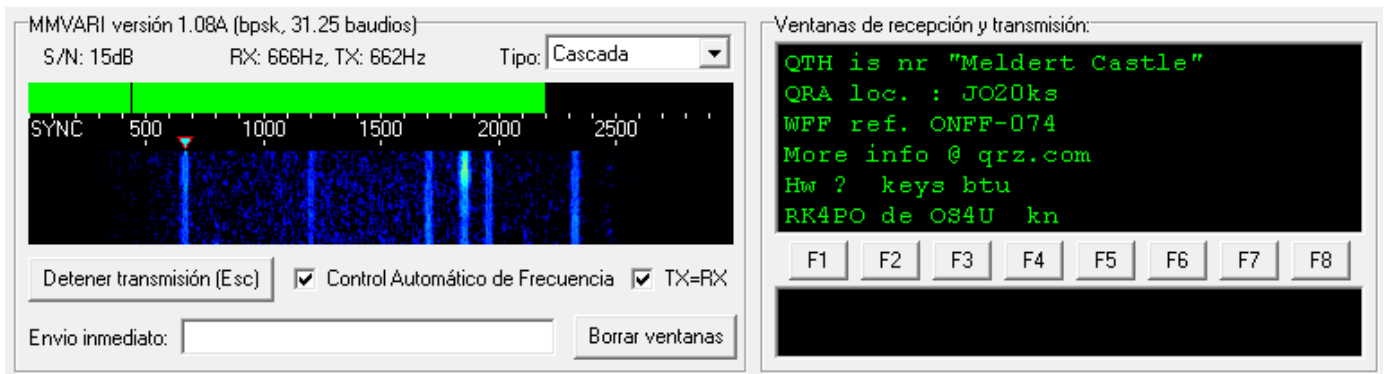 MMVARI versión 1.08A (bpsk, 31.25 baudios)
S/N: 15dB RX: 666Hz, TX: 662Hz Tipo: Cascada
SYNC 500 1000 1500 2000 2500
Detener transmisión (Esc) Control Automático de Frecuencia TX=RX
Envio inmediato: Borrar ventanas
Ventanas de recepción y transmisión:
QTH is nr "Meldert Castle"
QRA loc. : JO20ks
WFF ref. ONFF-074
More info @ qrz.com
Hw ?  keys btu
RK4PO de OS4U  kn
F1 F2 F3 F4 F5 F6 F7 F8